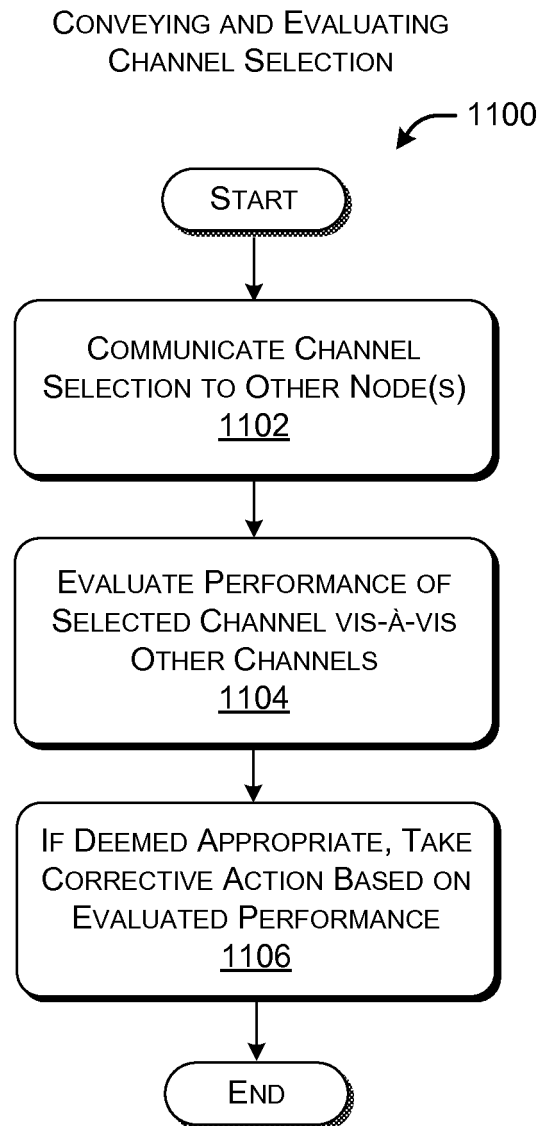 CONVEYING AND EVALUATING
CHANNEL SELECTION
1100
START
COMMUNICATE CHANNEL
SELECTION TO OTHER NODE(S)
1102
EVALUATE PERFORMANCE OF
SELECTED CHANNEL VIS-À-VIS
OTHER CHANNELS
1104
IF DEEMED APPROPRIATE, TAKE
CORRECTIVE ACTION BASED ON
EVALUATED PERFORMANCE
1106
END